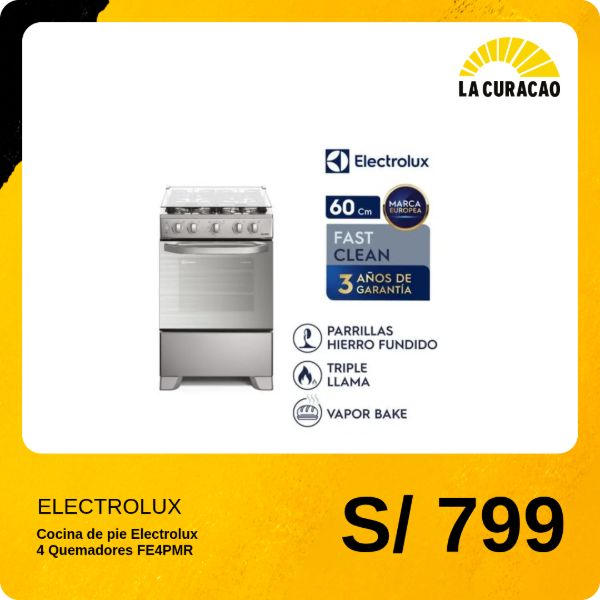 LA CURACAO
Electrolux
60 Cm
MARCA
EUROPEA
FAST
CLEAN
3 AÑOS DE
GARANTÍA
PARRILLAS
HIERRO FUNDIDO
TRIPLE
LLAMA
VAPOR BAKE
ELECTROLUX
Cocina de pie Electrolux
4 Quemadores FE4PMR
S/ 799